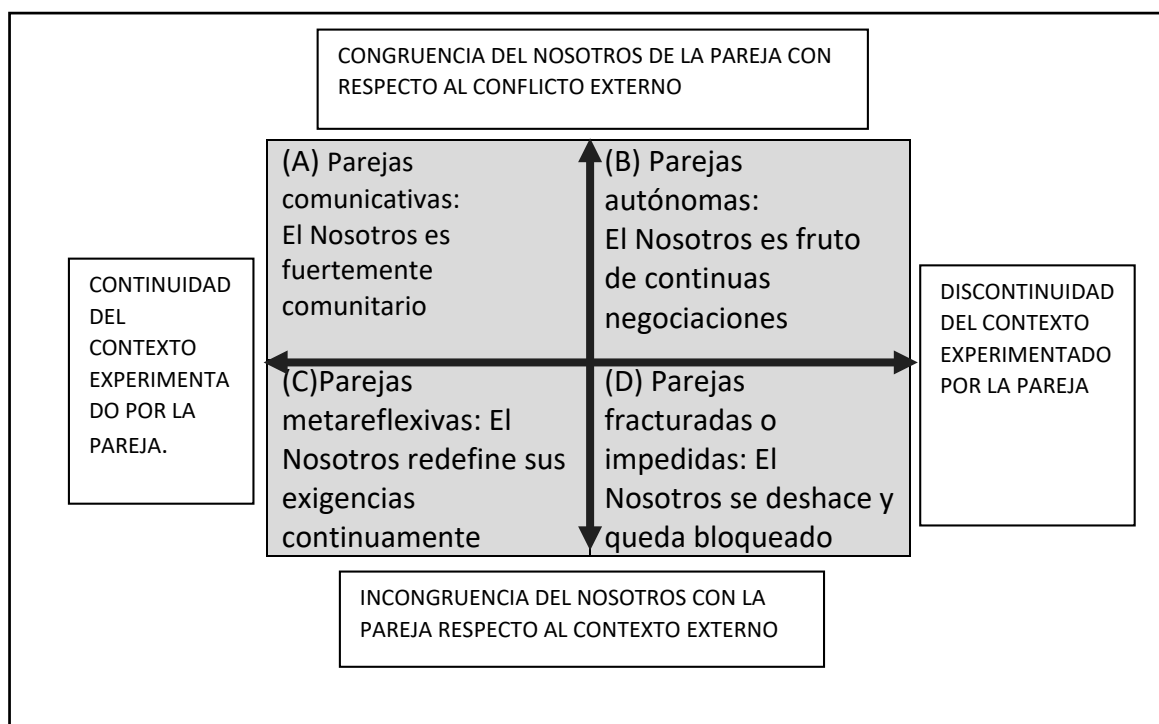 CONGRUENCIA DEL NOSOTROS DE LA PAREJA CON
RESPECTO AL CONFLICTO EXTERNO
(A) Parejas
comunicativas:
El Nosotros es
fuertemente
comunitario
(B) Parejas
autónomas:
El Nosotros es fruto
de continuas
negociaciones
CONTINUIDAD
DEL
CONTEXTO
EXPERIMENTA
DO POR LA
PAREJA.
DISCONTINUIDAD
DEL CONTEXTO
EXPERIMENTADO
POR LA PAREJA
(C)Parejas
metareflexivas: El
Nosotros redefine sus
exigencias
continuamente
(D) Parejas
fracturadas o
impedidas: El
Nosotros se deshace y
queda bloqueado
INCONGRUENCIA DEL NOSOTROS CON LA
PAREJA RESPECTO AL CONTEXTO EXTERNO